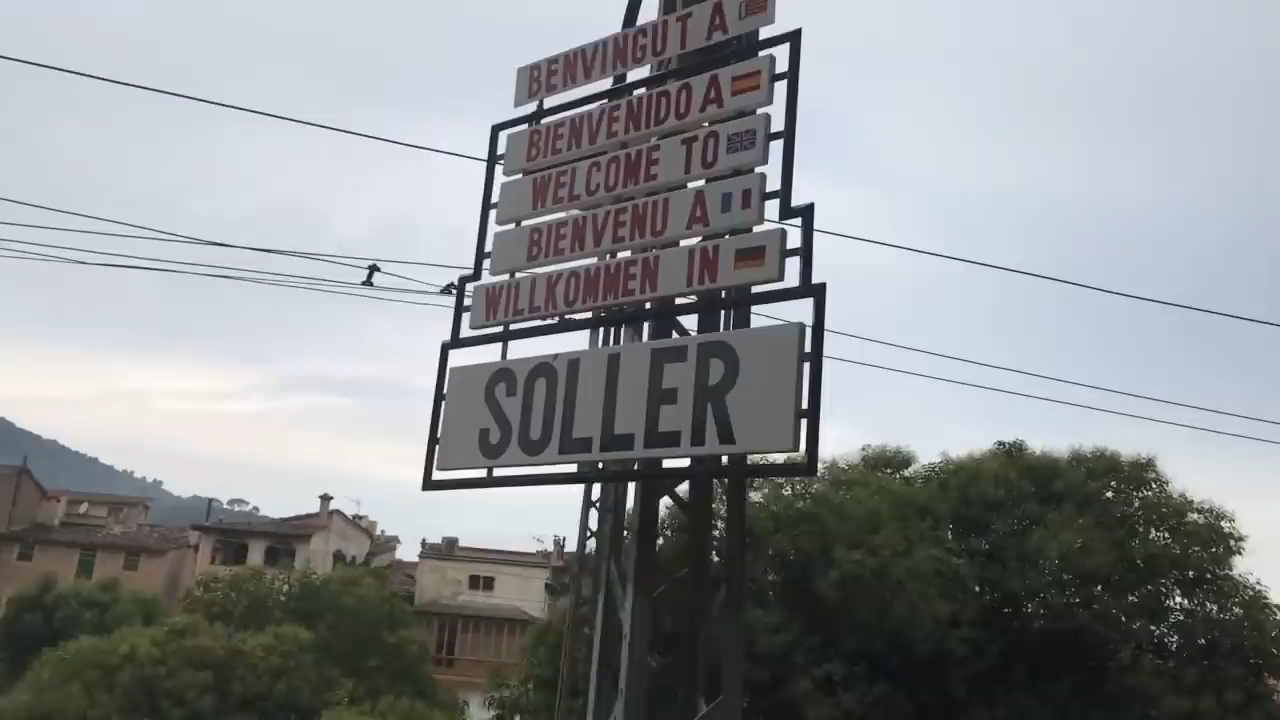 BENVINGUT A
BIENVENIDO A
WELCOME TO
BIENVENU A
WILLKOMMEN IN
SÓLLER